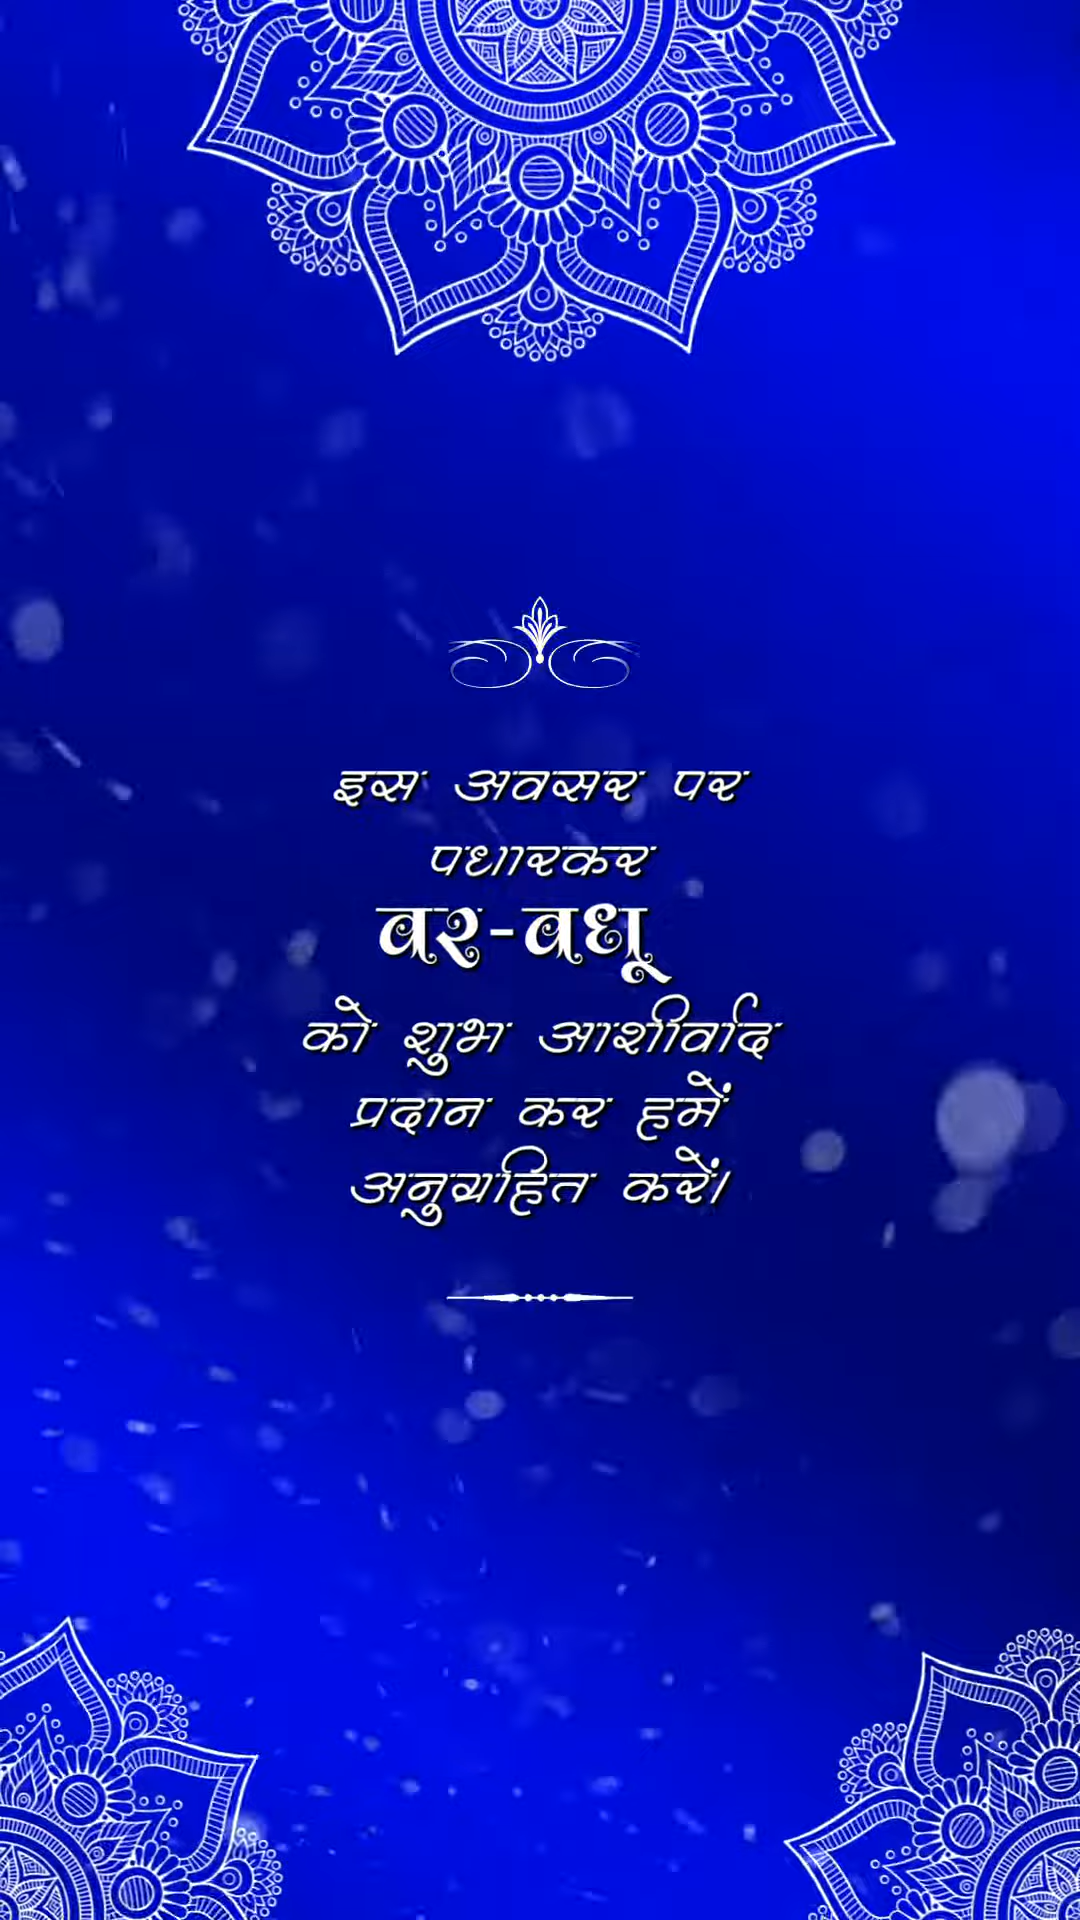 इस अवसर पर
पधारकर
वर-वधू
को शुभ आशीर्वाद
प्रदान कर हमें
अनुग्रहित करें।